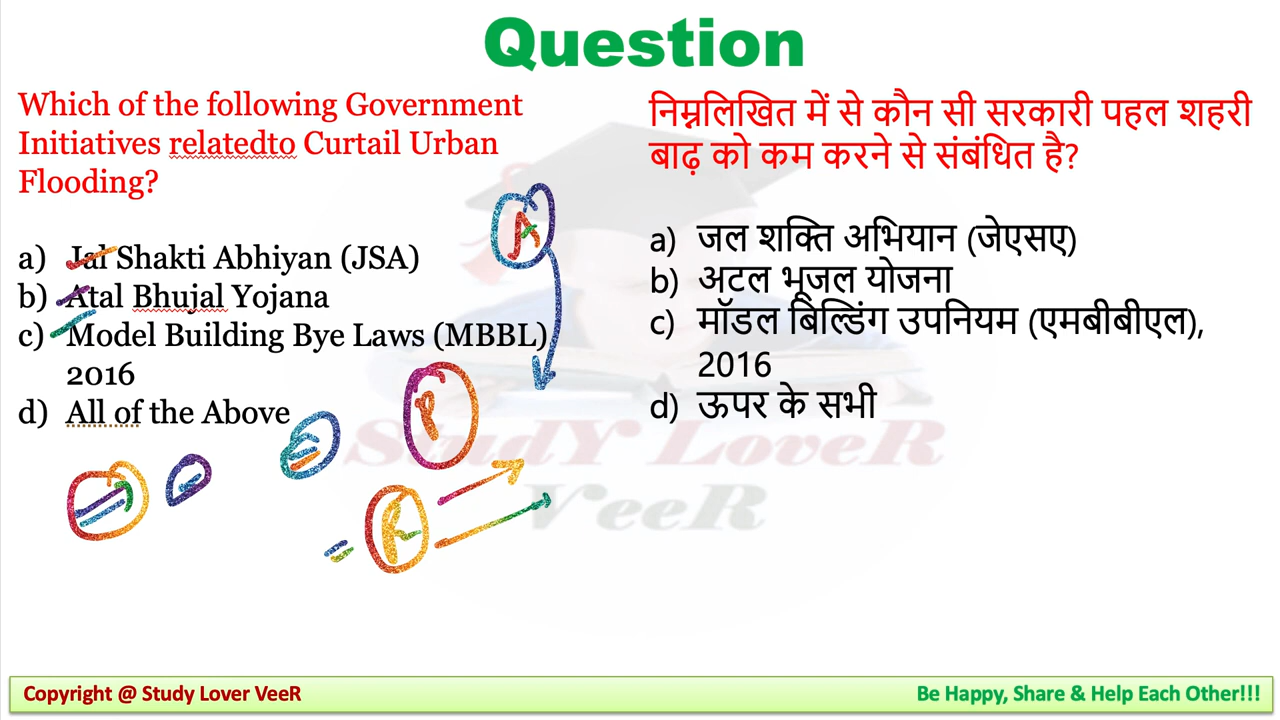 Question
Which of the following Government
Initiatives relatedto Curtail Urban
Flooding?
a) Jal Shakti Abhiyan (JSA)
b) Atal Bhujal Yojana
c) Model Building Bye Laws (MBBL)
2016
d) All of the Above
निम्नलिखित में से कौन सी सरकारी पहल शहरी
बाढ़ को कम करने से संबंधित है?
a) जल शक्ति अभियान (जेएसए)
b) अटल भूजल योजना
c) मॉडल बिल्डिंग उपनियम (एमबीबीएल),
2016
d) ऊपर के सभी
A
P
R
StudY LoveR
VeeR
Copyright @ Study Lover VeeR
Be Happy, Share & Help Each Other!!!